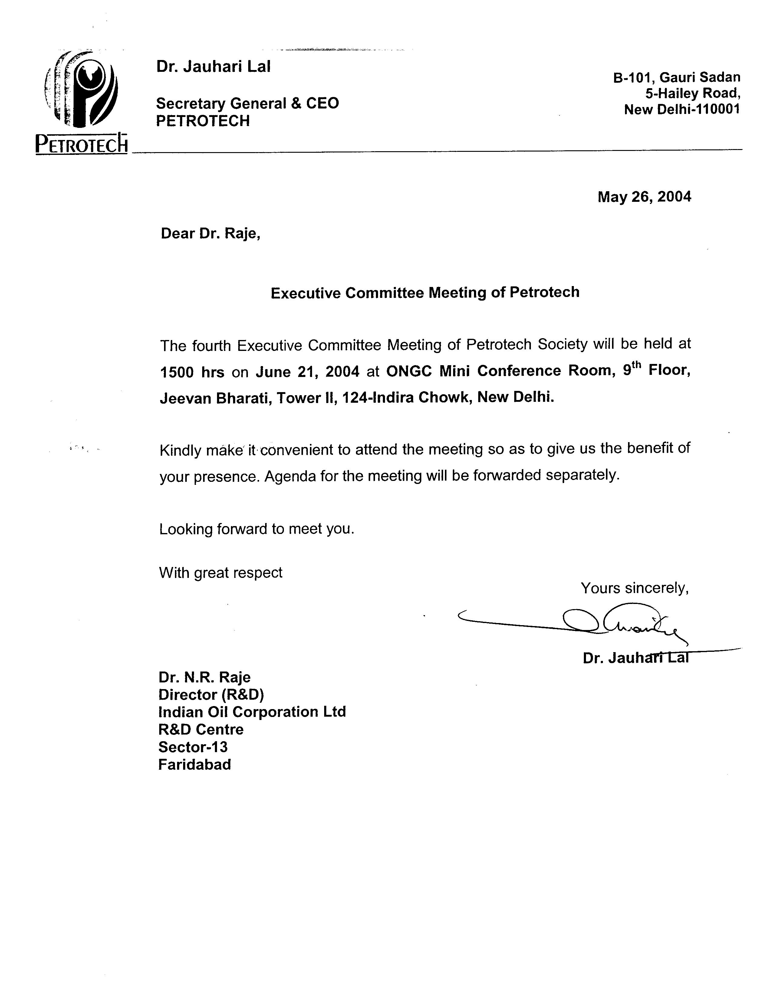 Dr. Jauhari Lal
Secretary General & CEO
PETROTECH
PETROTECH
B-101, Gauri Sadan
5-Hailey Road,
New Delhi-110001
May 26, 2004
Dear Dr. Raje,
Executive Committee Meeting of Petrotech
The fourth Executive Committee Meeting of Petrotech Society will be held at
1500 hrs on June 21, 2004 at ONGC Mini Conference Room, 9th Floor,
Jeevan Bharati, Tower II, 124-Indira Chowk, New Delhi.
Kindly make it convenient to attend the meeting so as to give us the benefit of
your presence. Agenda for the meeting will be forwarded separately.
Looking forward to meet you.
With great respect
Yours sincerely,
Dr. Jauhari Lal
Dr. N.R. Raje
Director (R&D)
Indian Oil Corporation Ltd
R&D Centre
Sector-13
Faridabad